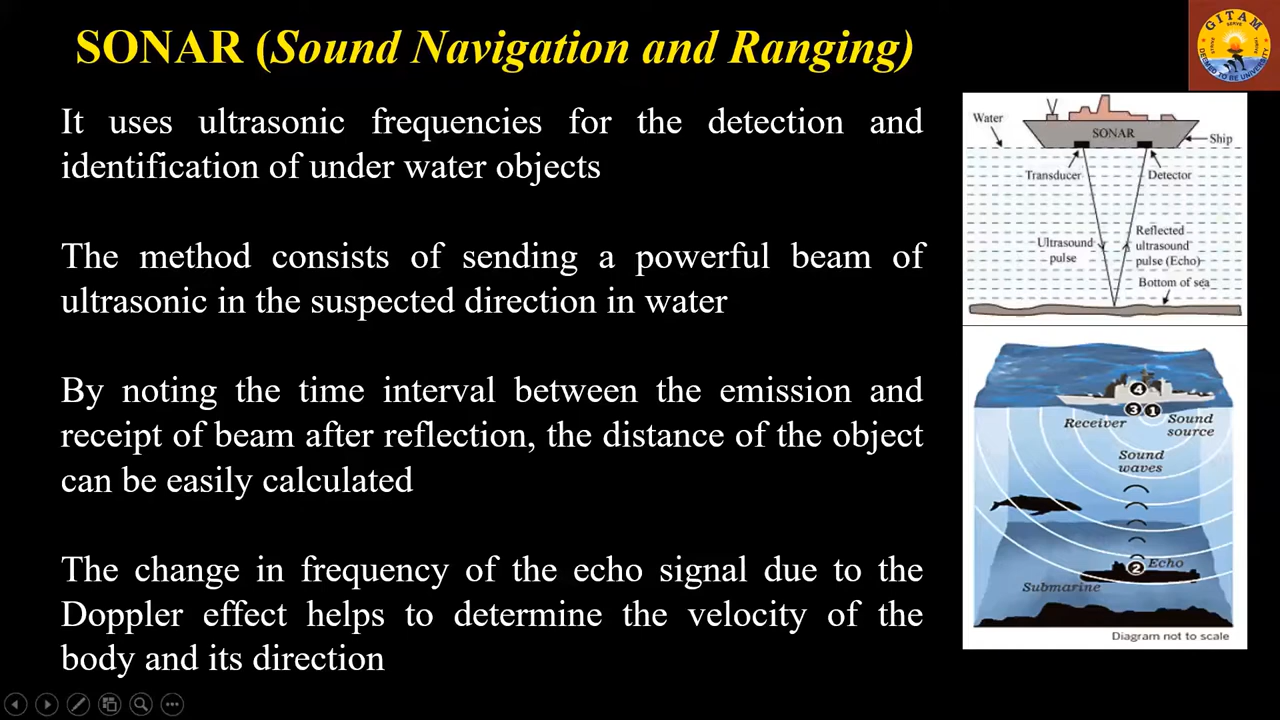 SONAR (Sound Navigation and Ranging)
GITAM
DEEMED TO BE UNIVERSITY
It uses ultrasonic frequencies for the detection and
identification of under water objects
The method consists of sending a powerful beam of
ultrasonic in the suspected direction in water
By noting the time interval between the emission and
receipt of beam after reflection, the distance of the object
can be easily calculated
The change in frequency of the echo signal due to the
Doppler effect helps to determine the velocity of the
body and its direction
Water
SONAR
Ship
Transducer
Detector
Ultrasound
pulse
Reflected
ultrasound
pulse (Echo)
Bottom of sea
4
3 1
Receiver
Sound
source
Sound
waves
2 Echo
Submarine
Diagram not to scale